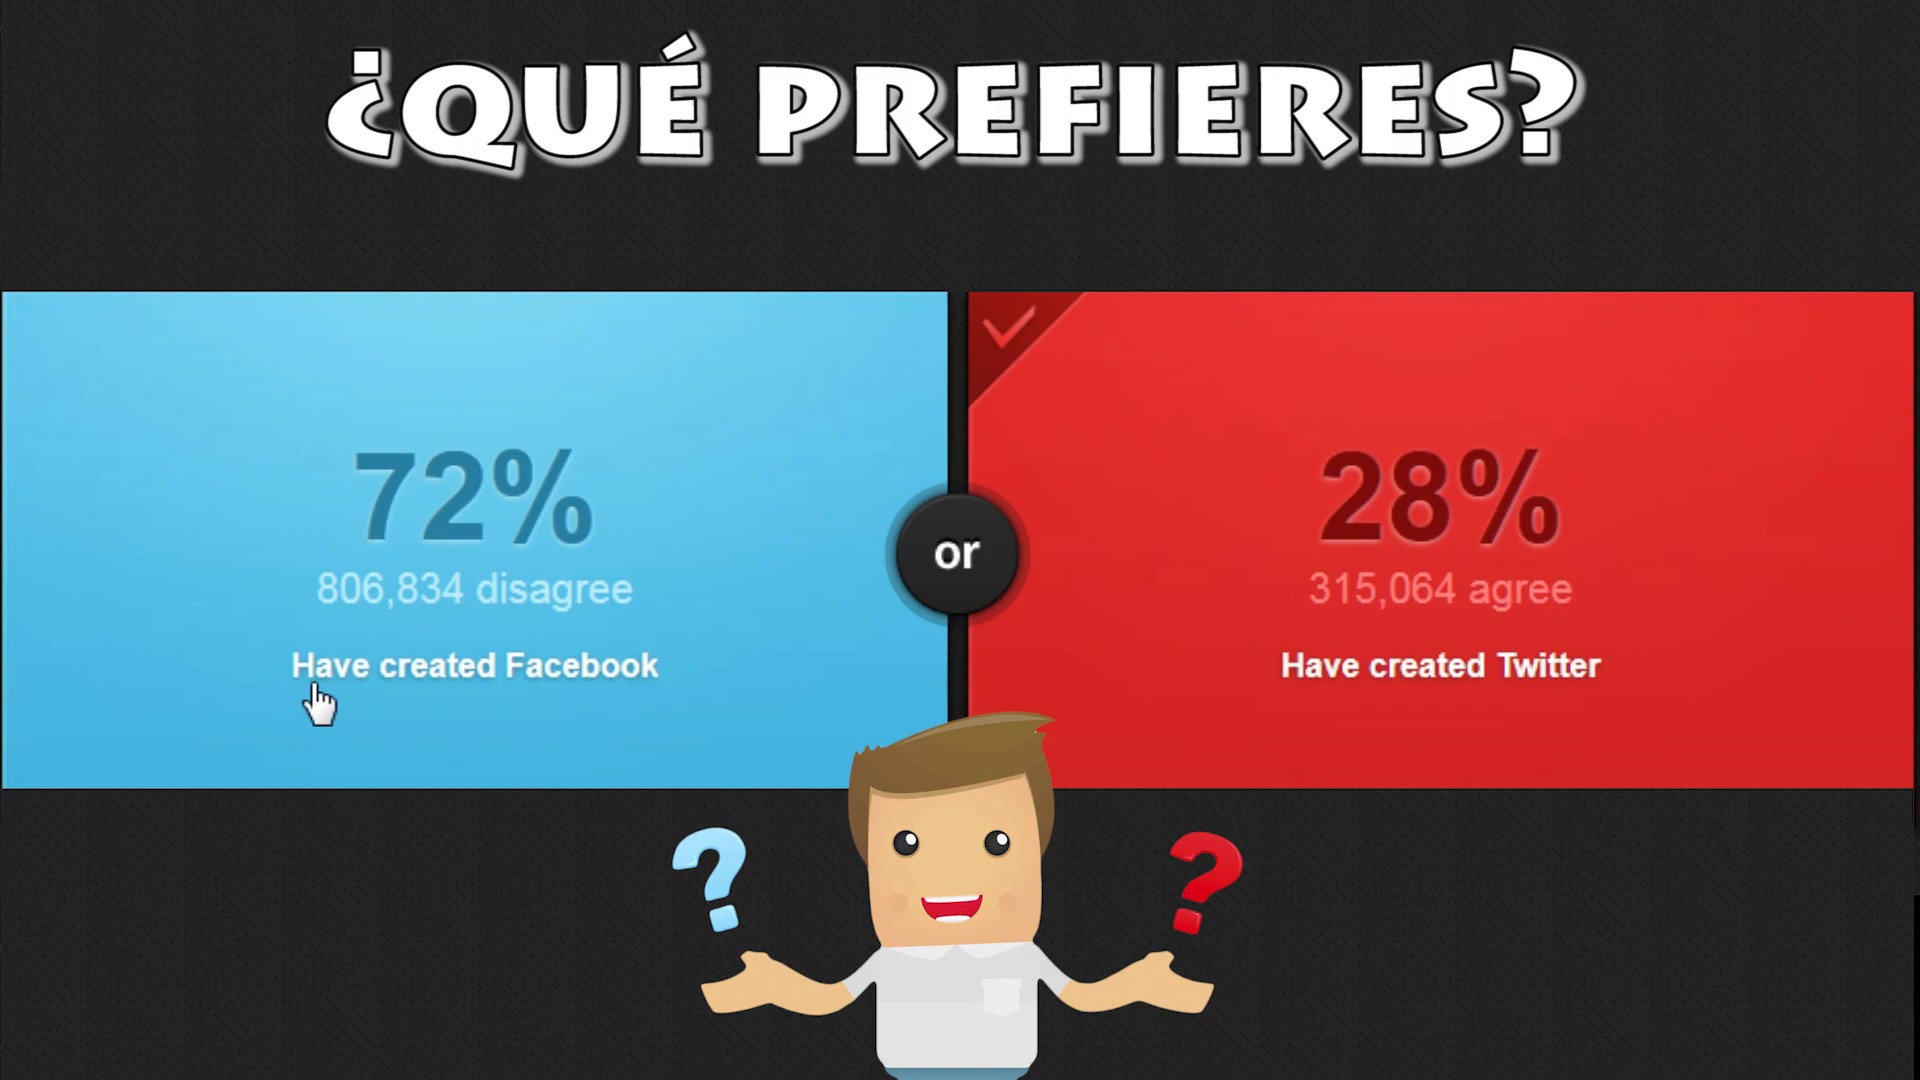 ¿QUÉ PREFIERES?
72%
806,834 disagree
Have created Facebook
or
28%
315,064 agree
Have created Twitter
?
?